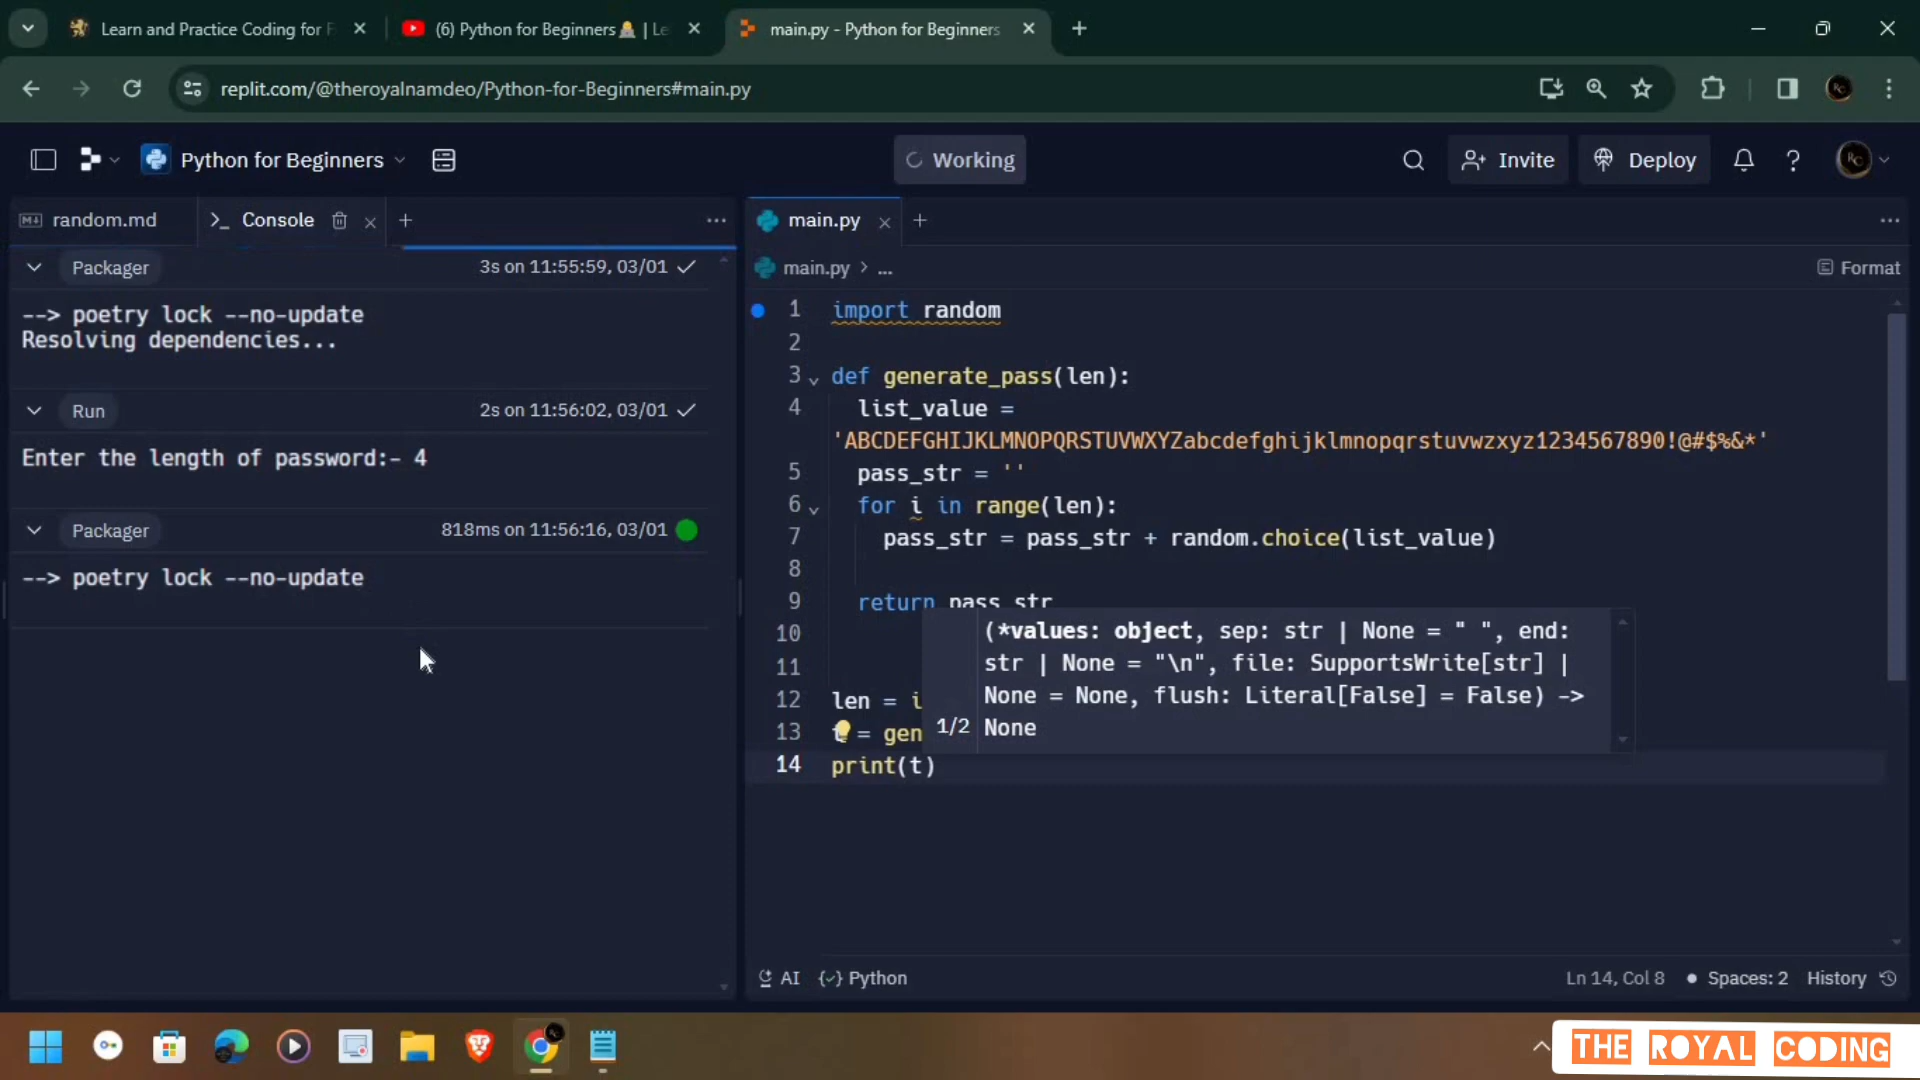 Learn and Practice Coding for F
(6) Python for Beginners | Le
main.py - Python for Beginners
replit.com/@theroyalnamdeo/Python-for-Beginners#main.py
Python for Beginners
Working
Invite
Deploy
random.md
Console
Packager
3s on 11:55:59, 03/01
--> poetry lock --no-update
Resolving dependencies...
Run
2s on 11:56:02, 03/01
Enter the length of password:- 4
Packager
818ms on 11:56:16, 03/01
--> poetry lock --no-update
main.py
main.py > ...
Format
1 import random
2
3 def generate_pass(len):
4 list_value =
'ABCDEFGHIJKLMNOPQRSTUVWXYZabcdefghijklmnopqrstuvwzxyz1234567890!@#$%&*'
5 pass_str = ''
6 for i in range(len):
7 pass_str = pass_str + random.choice(list_value)
8
9 return pass_str
10
11
12 len = i
13 t = gen
14 print(t)
(*values: object, sep: str | None = " ", end:
str | None = "\n", file: SupportsWrite[str] |
None = None, flush: Literal[False] = False) ->
1/2 None
AI
Python
Ln 14, Col 8
Spaces: 2
History
THE ROYAL CODING